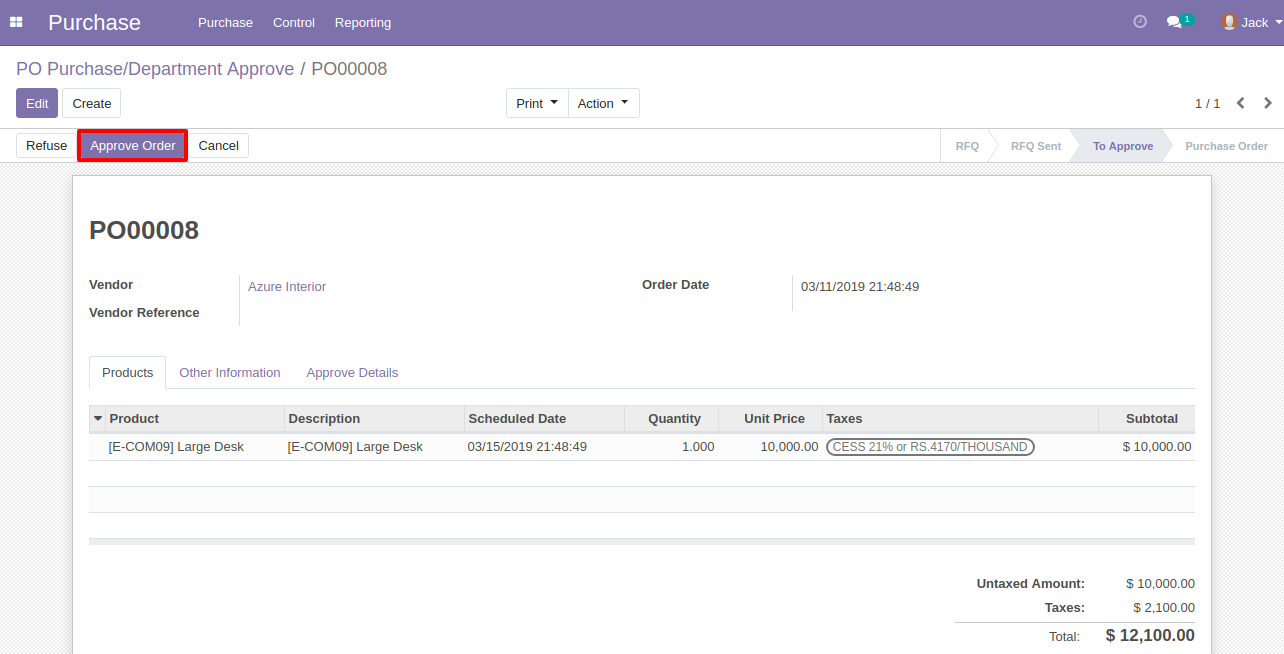 Purchase Purchase Control Reporting 1 Jack
PO Purchase/Department Approve / PO00008
Edit Create Print Action 1 / 1
Refuse Approve Order Cancel RFQ RFQ Sent To Approve Purchase Order
PO00008
Vendor Azure Interior Order Date 03/11/2019 21:48:49
Vendor Reference
Products Other Information Approve Details
Product Description Scheduled Date Quantity Unit Price Taxes Subtotal
[E-COM09] Large Desk [E-COM09] Large Desk 03/15/2019 21:48:49 1.000 10,000.00 CESS 21% or RS.4170/THOUSAND $ 10,000.00
Untaxed Amount: $ 10,000.00
Taxes: $ 2,100.00
Total: $ 12,100.00